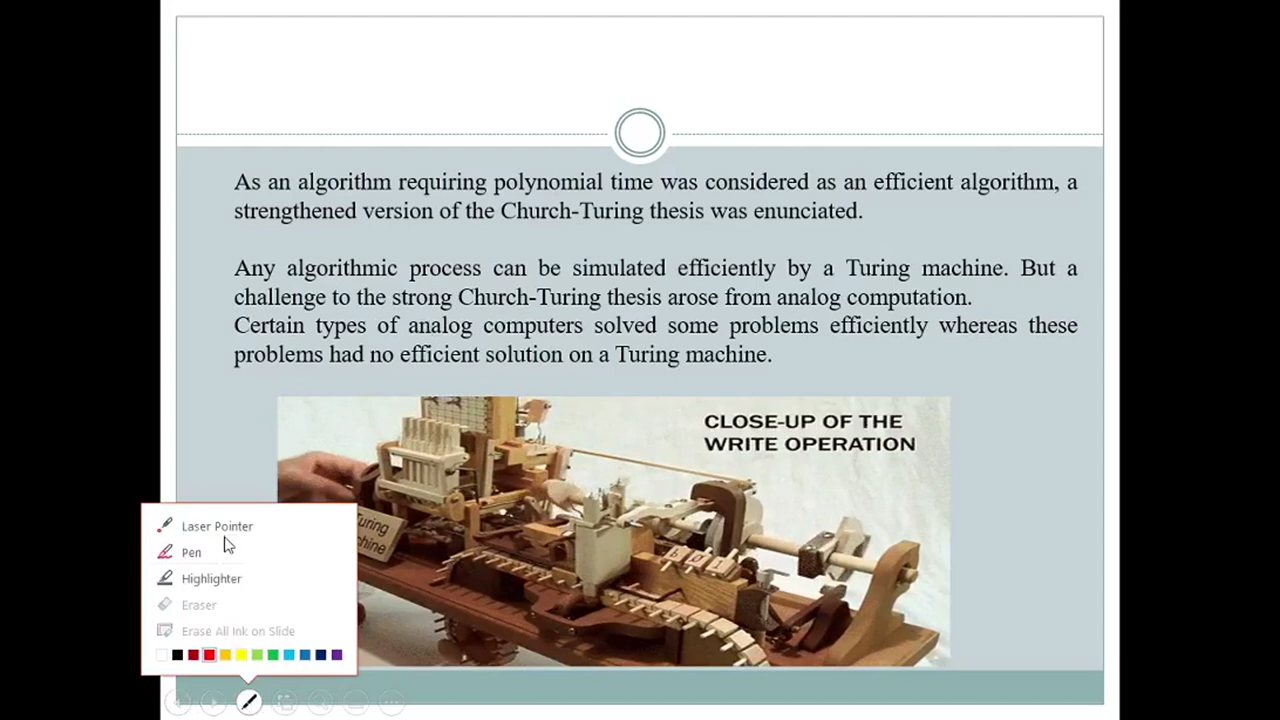 As an algorithm requiring polynomial time was considered as an efficient algorithm, a
strengthened version of the Church-Turing thesis was enunciated.
Any algorithmic process can be simulated efficiently by a Turing machine. But a
challenge to the strong Church-Turing thesis arose from analog computation.
Certain types of analog computers solved some problems efficiently whereas these
problems had no efficient solution on a Turing machine.
CLOSE-UP OF THE
WRITE OPERATION
Turing
Laser Pointer
Pen
Highlighter
Eraser
Erase All Ink on Slide